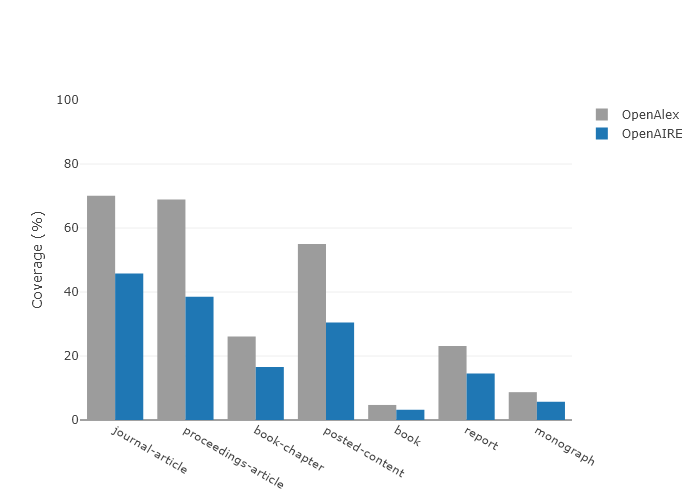 100
80
60
40
20
0
Coverage (%)
journal-article
proceedings-article
book-chapter
posted-content
book
report
monograph
OpenAlex
OpenAIRE